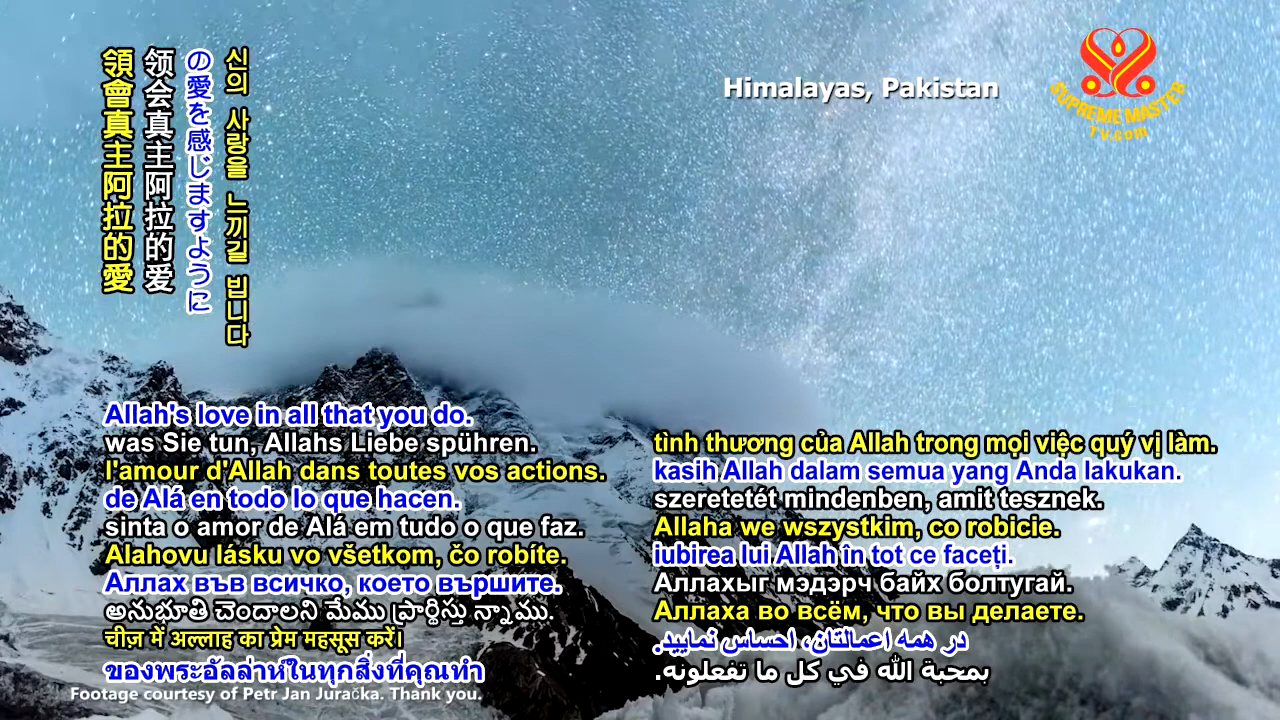 領會真主阿拉的愛
领会真主阿拉的爱
の愛を感じますように
신의 사랑을 느끼길 빕니다
Himalayas, Pakistan
SUPREME MASTER
TV.com
Allah's love in all that you do.
was Sie tun, Allahs Liebe spühren.
l'amour d'Allah dans toutes vos actions.
de Alá en todo lo que hacen.
sinta o amor de Alá em tudo o que faz.
Alahovu lásku vo všetkom, čo robíte.
Аллах във всичко, което вършите.
అనుభూతి చెందాలని మేము ప్రార్థిస్తు న్నాము.
चीज़ में अल्लाह का प्रेम महसूस करें।
ของพระอัลล่าห์ในทุกสิ่งที่คุณทำ
tình thương của Allah trong mọi việc quý vị làm.
kasih Allah dalam semua yang Anda lakukan.
szeretetét mindenben, amit tesznek.
Allaha we wszystkim, co robicie.
iubirea lui Allah în tot ce faceți.
Аллахыг мэдэрч байх болтугай.
Аллаха во всём, что вы делаете.
در همه اعمالتان، احساس نمایید.
بمحبة الله في كل ما تفعلونه.
Footage courtesy of Petr Jan Juračka. Thank you.